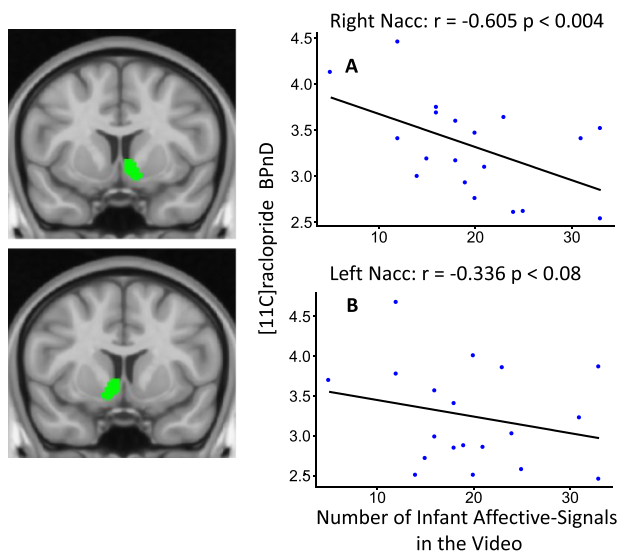 Right Nacc: r = -0.605 p < 0.004
A
4.5
4.0
3.5
3.0
2.5
10
20
30
[11C]raclopride BPnD
Left Nacc: r = -0.336 p < 0.08
B
4.5
4.0
3.5
3.0
2.5
10
20
30
Number of Infant Affective-Signals
in the Video